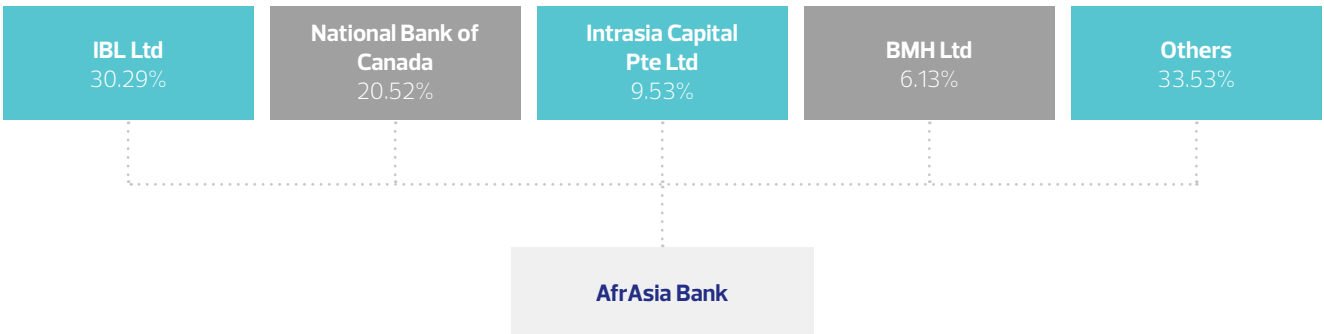 IBL Ltd
30.29%
National Bank of
Canada
20.52%
Intrasia Capital
Pte Ltd
9.53%
BMH Ltd
6.13%
Others
33.53%
AfrAsia Bank